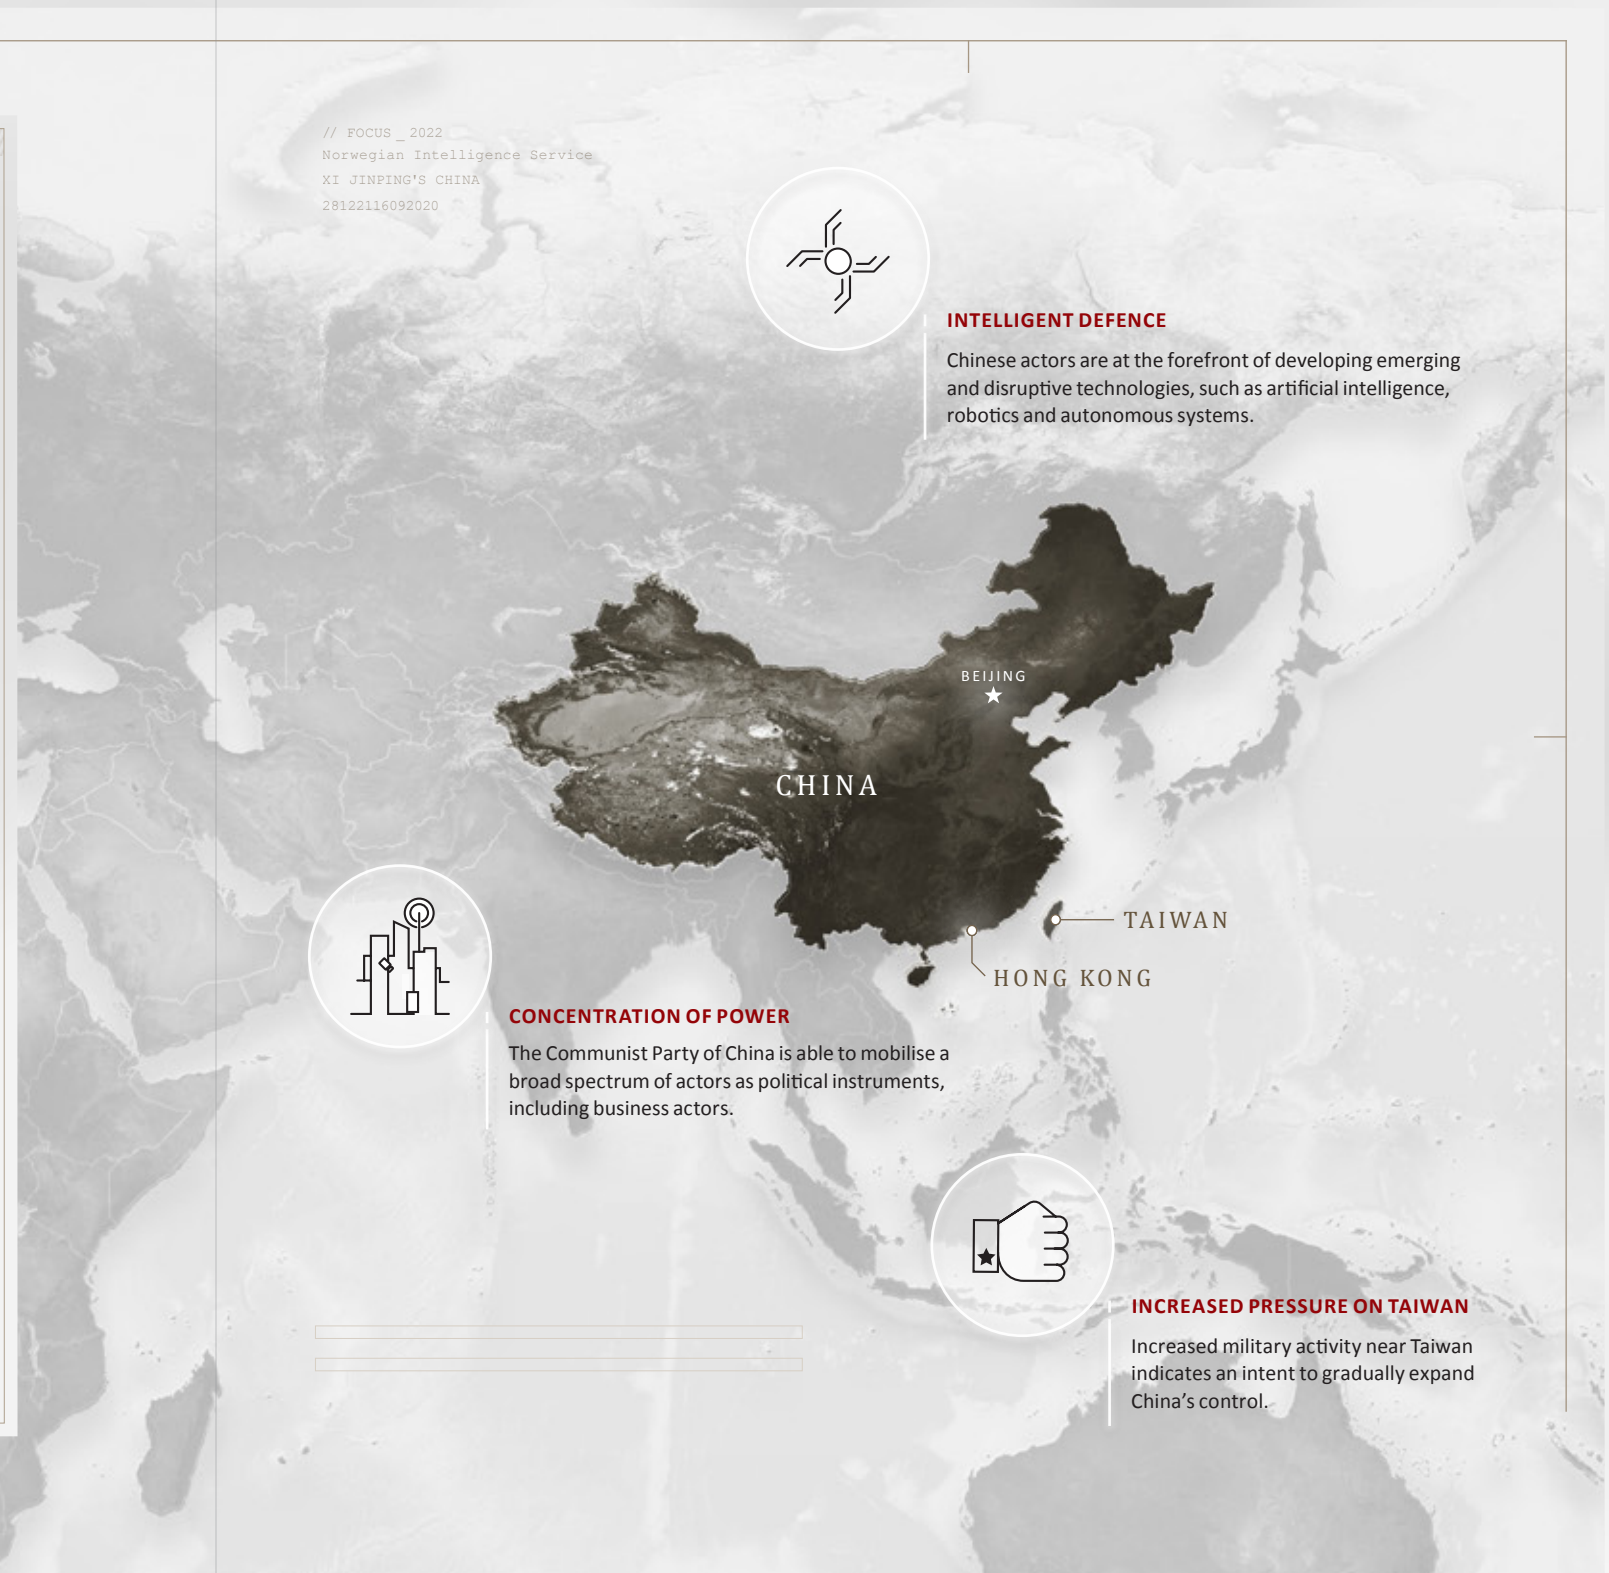 // FOCUS _ 2022
Norwegian Intelligence Service
XI JINPING'S CHINA
28122116092020
INTELLIGENT DEFENCE
Chinese actors are at the forefront of developing emerging
and disruptive technologies, such as artificial intelligence,
robotics and autonomous systems.
BEIJING
CHINA
TAIWAN
HONG KONG
CONCENTRATION OF POWER
The Communist Party of China is able to mobilise a
broad spectrum of actors as political instruments,
including business actors.
INCREASED PRESSURE ON TAIWAN
Increased military activity near Taiwan
indicates an intent to gradually expand
China’s control.